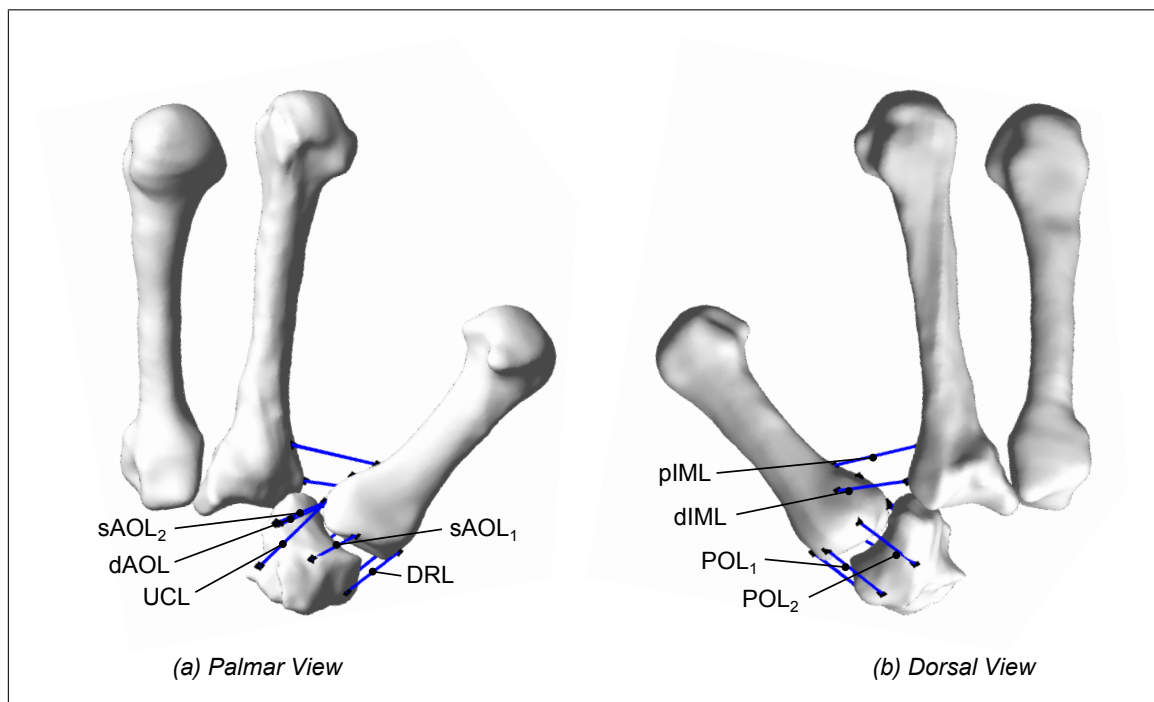 sAOL₂
dAOL
UCL
sAOL₁
DRL
(a) Palmar View
pIML
dIML
POL₁
POL₂
(b) Dorsal View